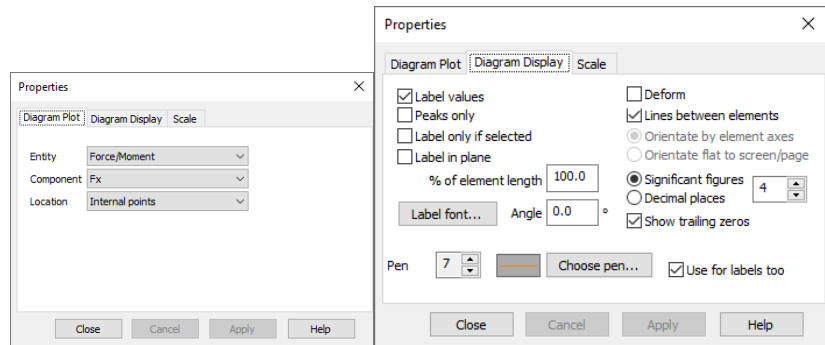 Properties
Diagram Plot Diagram Display Scale
Entity Force/Moment
Component Fx
Location Internal points
Close Cancel Apply Help
Properties
Diagram Plot Diagram Display Scale
Label values Deform
Peaks only Lines between elements
Label only if selected Orientate by element axes
Label in plane Orientate flat to screen/page
% of element length 100.0 Significant figures 4
Decimal places
Label font... Angle 0.0 ° Show trailing zeros
Pen 7 Choose pen... Use for labels too
Close Cancel Apply Help